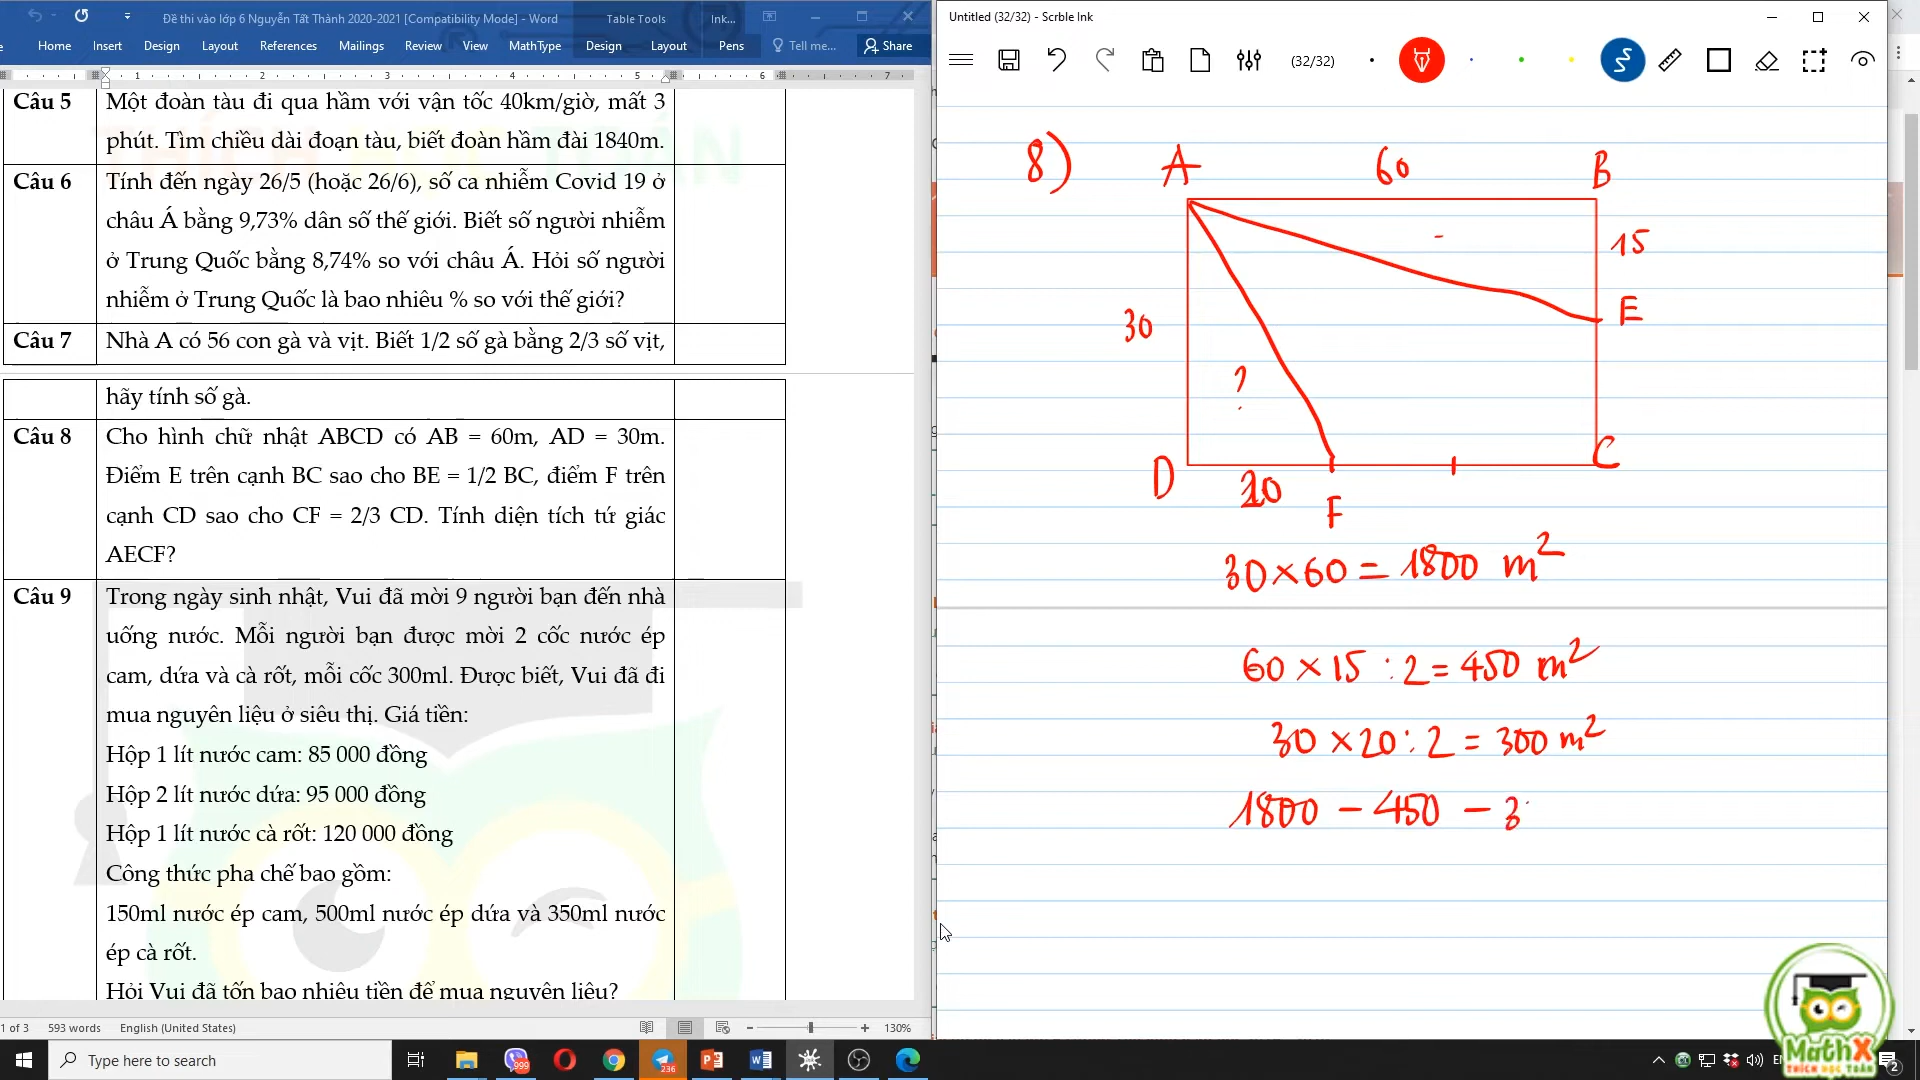 Đề thi vào lớp 6 Nguyễn Tất Thành 2020-2021 [Compatibility Mode] - Word
Table Tools
Ink...
Home Insert Design Layout References Mailings Review View MathType Design Layout Pens Tell me... Share
1 2 3 4 5 6 7
Câu 5
Một đoàn tàu đi qua hầm với vận tốc 40km/giờ, mất 3
phút. Tìm chiều dài đoạn tàu, biết đoàn hầm đài 1840m.
Câu 6
Tính đến ngày 26/5 (hoặc 26/6), số ca nhiễm Covid 19 ở
châu Á bằng 9,73% dân số thế giới. Biết số người nhiễm
ở Trung Quốc bằng 8,74% so với châu Á. Hỏi số người
nhiễm ở Trung Quốc là bao nhiêu % so với thế giới?
Câu 7
Nhà A có 56 con gà và vịt. Biết 1/2 số gà bằng 2/3 số vịt,
hãy tính số gà.
Câu 8
Cho hình chữ nhật ABCD có AB = 60m, AD = 30m.
Điểm E trên cạnh BC sao cho BE = 1/2 BC, điểm F trên
cạnh CD sao cho CF = 2/3 CD. Tính diện tích tứ giác
AECF?
Câu 9
Trong ngày sinh nhật, Vui đã mời 9 người bạn đến nhà
uống nước. Mỗi người bạn được mời 2 cốc nước ép
cam, dứa và cà rốt, mỗi cốc 300ml. Được biết, Vui đã đi
mua nguyên liệu ở siêu thị. Giá tiền:
Hộp 1 lít nước cam: 85 000 đồng
Hộp 2 lít nước dứa: 95 000 đồng
Hộp 1 lít nước cà rốt: 120 000 đồng
Công thức pha chế bao gồm:
150ml nước ép cam, 500ml nước ép dứa và 350ml nước
ép cà rốt.
Hỏi Vui đã tốn bao nhiêu tiền để mua nguyên liệu?
1 of 3 593 words English (United States) 130%
Type here to search
999
236
Untitled (32/32) - Scrble Ink
(32/32)
8)
A 60 B
15
E
30
?
D 20 F C
30 × 60 = 1800 m²
60 × 15 : 2 = 450 m²
30 × 20 : 2 = 300 m²
1800 - 450 - 3
MathX
THÍCH HỌC TOÁN
2